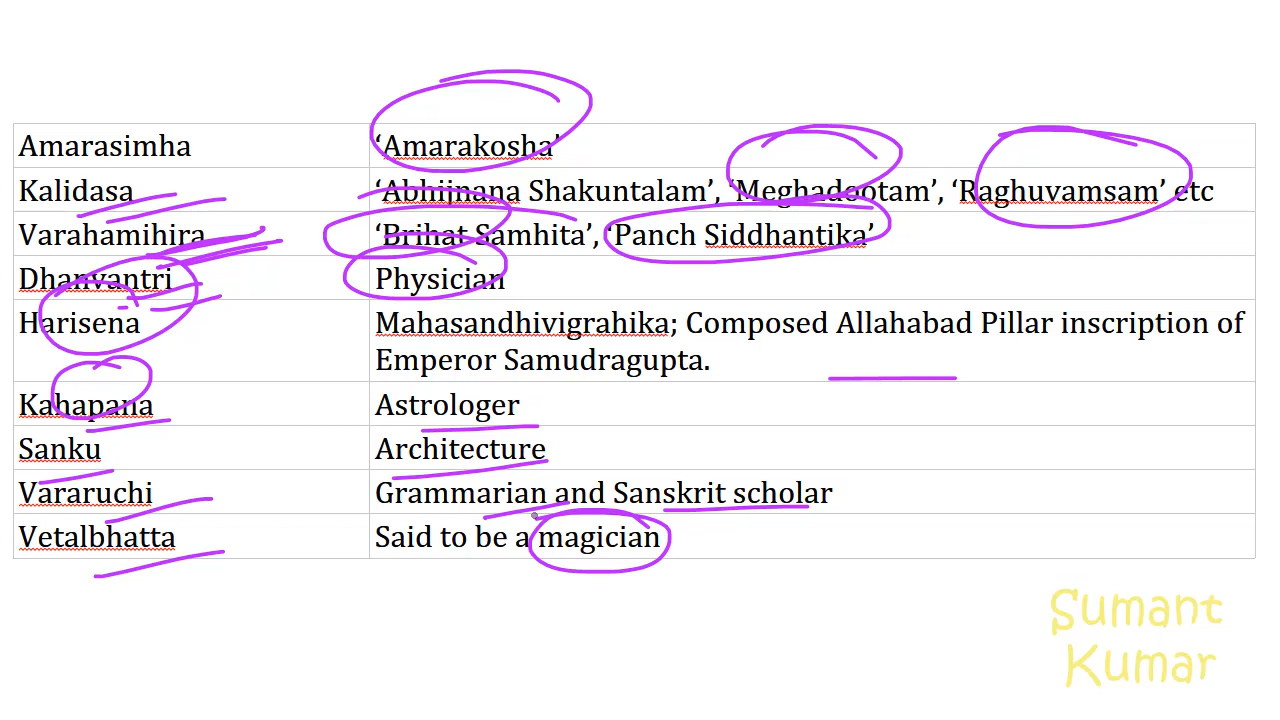 Amarasimha ‘Amarakosha’
Kalidasa ‘Abhijnana Shakuntalam’, ‘Meghadootam’, ‘Raghuvamsam’ etc
Varahamihira ‘Brihat Samhita’, ‘Panch Siddhantika’
Dhanvantri Physician
Harisena Mahasandhivigrahika; Composed Allahabad Pillar inscription of
Emperor Samudragupta.
Kahapana Astrologer
Sanku Architecture
Vararuchi Grammarian and Sanskrit scholar
Vetalbhatta Said to be a magician
Sumant
Kumar